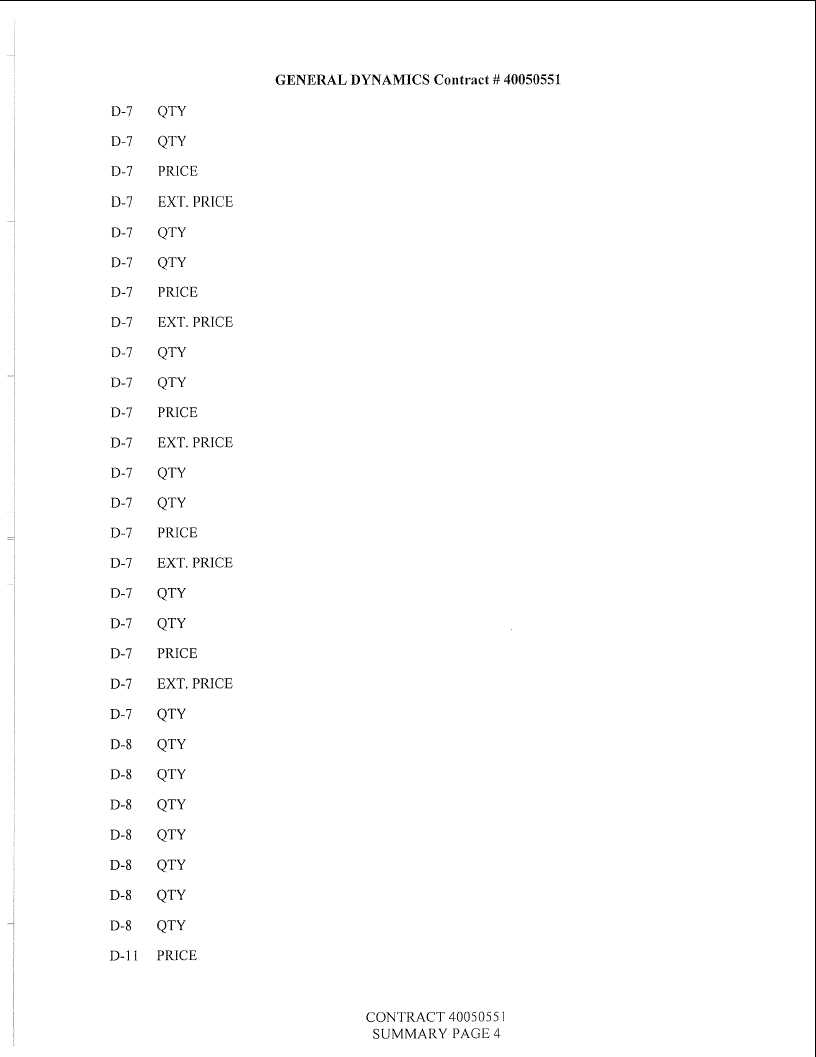 GENERAL DYNAMICS Contract # 40050551
D-7 QTY
D-7 QTY
D-7 PRICE
D-7 EXT. PRICE
D-7 QTY
D-7 QTY
D-7 PRICE
D-7 EXT. PRICE
D-7 QTY
D-7 QTY
D-7 PRICE
D-7 EXT. PRICE
D-7 QTY
D-7 QTY
D-7 PRICE
D-7 EXT. PRICE
D-7 QTY
D-7 QTY
D-7 PRICE
D-7 EXT. PRICE
D-7 QTY
D-8 QTY
D-8 QTY
D-8 QTY
D-8 QTY
D-8 QTY
D-8 QTY
D-8 QTY
D-11 PRICE
CONTRACT 40050551
SUMMARY PAGE 4